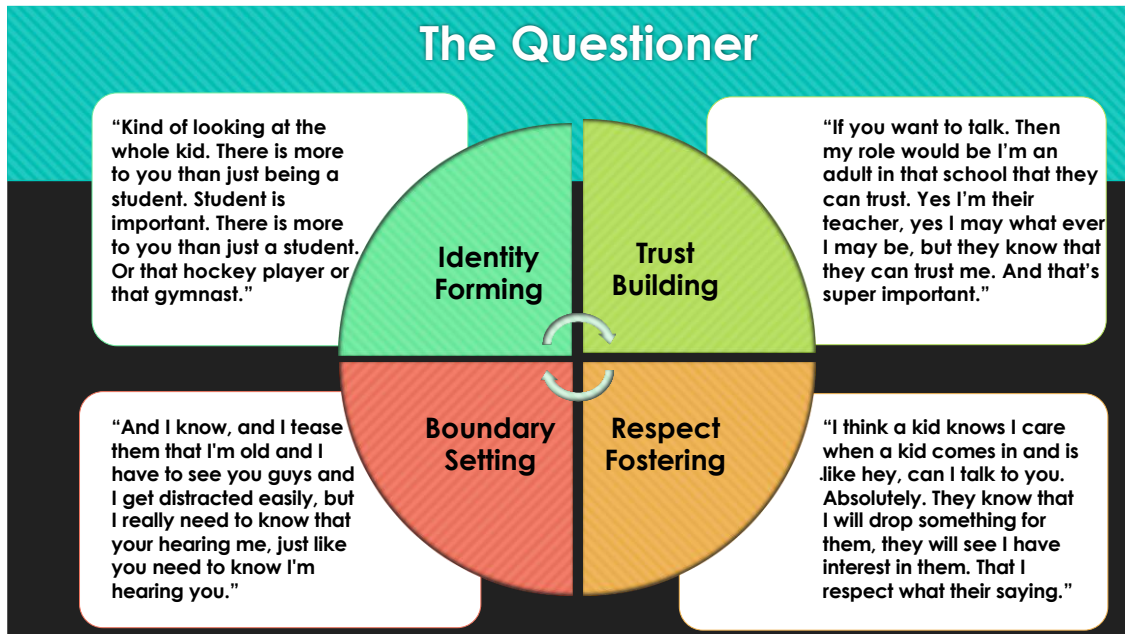 The Questioner
“Kind of looking at the
whole kid. There is more
to you than just being a
student. Student is
important. There is more
to you than just a student.
Or that hockey player or
that gymnast.”
“If you want to talk. Then
my role would be I’m an
adult in that school that they
can trust. Yes I’m their
teacher, yes I may what ever
I may be, but they know that
they can trust me. And that’s
super important.”
Identity
Forming
Trust
Building
Boundary
Setting
Respect
Fostering
“And I know, and I tease
them that I'm old and I
have to see you guys and
I get distracted easily, but
I really need to know that
your hearing me, just like
you need to know I'm
hearing you.”
“I think a kid knows I care
when a kid comes in and is
.like hey, can I talk to you.
Absolutely. They know that
I will drop something for
them, they will see I have
interest in them. That I
respect what their saying.”